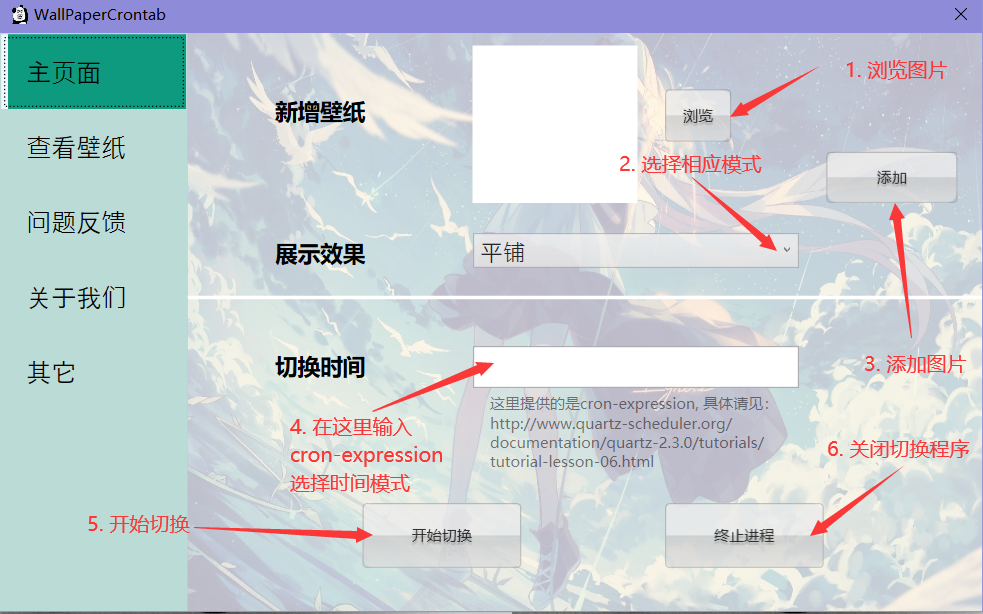 WallPaperCrontab
主页面
查看壁纸
问题反馈
关于我们
其它
新增壁纸
浏览
1. 浏览图片
2. 选择相应模式
添加
展示效果
平铺
3. 添加图片
切换时间
这里提供的是cron-expression, 具体请见:
http://www.quartz-scheduler.org/
documentation/quartz-2.3.0/tutorials/
tutorial-lesson-06.html
4. 在这里输入
cron-expression
选择时间模式
6. 关闭切换程序
5. 开始切换
开始切换
终止进程